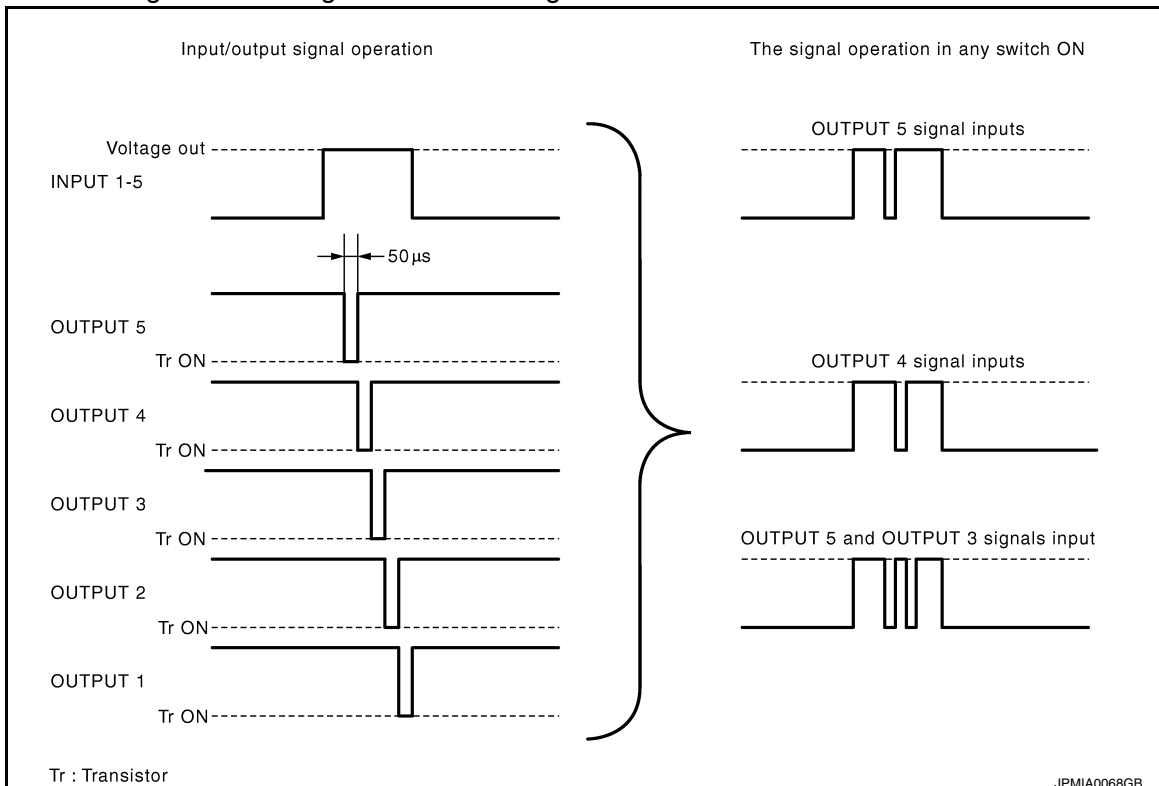 Input/output signal operation
The signal operation in any switch ON
Voltage out
INPUT 1-5
50 μs
OUTPUT 5
Tr ON
OUTPUT 4
Tr ON
OUTPUT 3
Tr ON
OUTPUT 2
Tr ON
OUTPUT 1
Tr ON
OUTPUT 5 signal inputs
OUTPUT 4 signal inputs
OUTPUT 5 and OUTPUT 3 signals input
Tr : Transistor
JPMIA0068GB